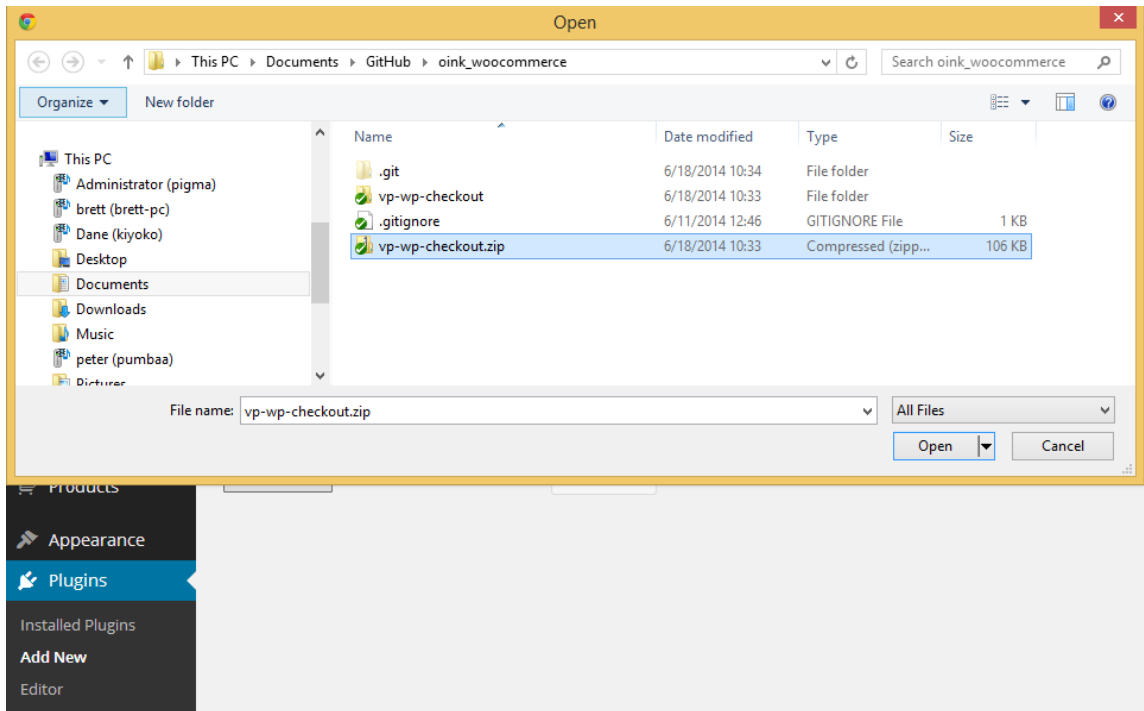 Open
This PC Documents GitHub oink_woocommerce Search oink_woocommerce
Organize New folder
Name Date modified Type Size
This PC
Administrator (pigma)
brett (brett-pc)
Dane (kiyoko)
Desktop
Documents
Downloads
Music
peter (pumbaa)
Pictures
.git 6/18/2014 10:34 File folder
vp-wp-checkout 6/18/2014 10:33 File folder
.gitignore 6/11/2014 12:46 GITIGNORE File 1 KB
vp-wp-checkout.zip 6/18/2014 10:33 Compressed (zipp... 106 KB
File name: vp-wp-checkout.zip All Files
Open Cancel
Products
Appearance
Plugins
Installed Plugins
Add New
Editor